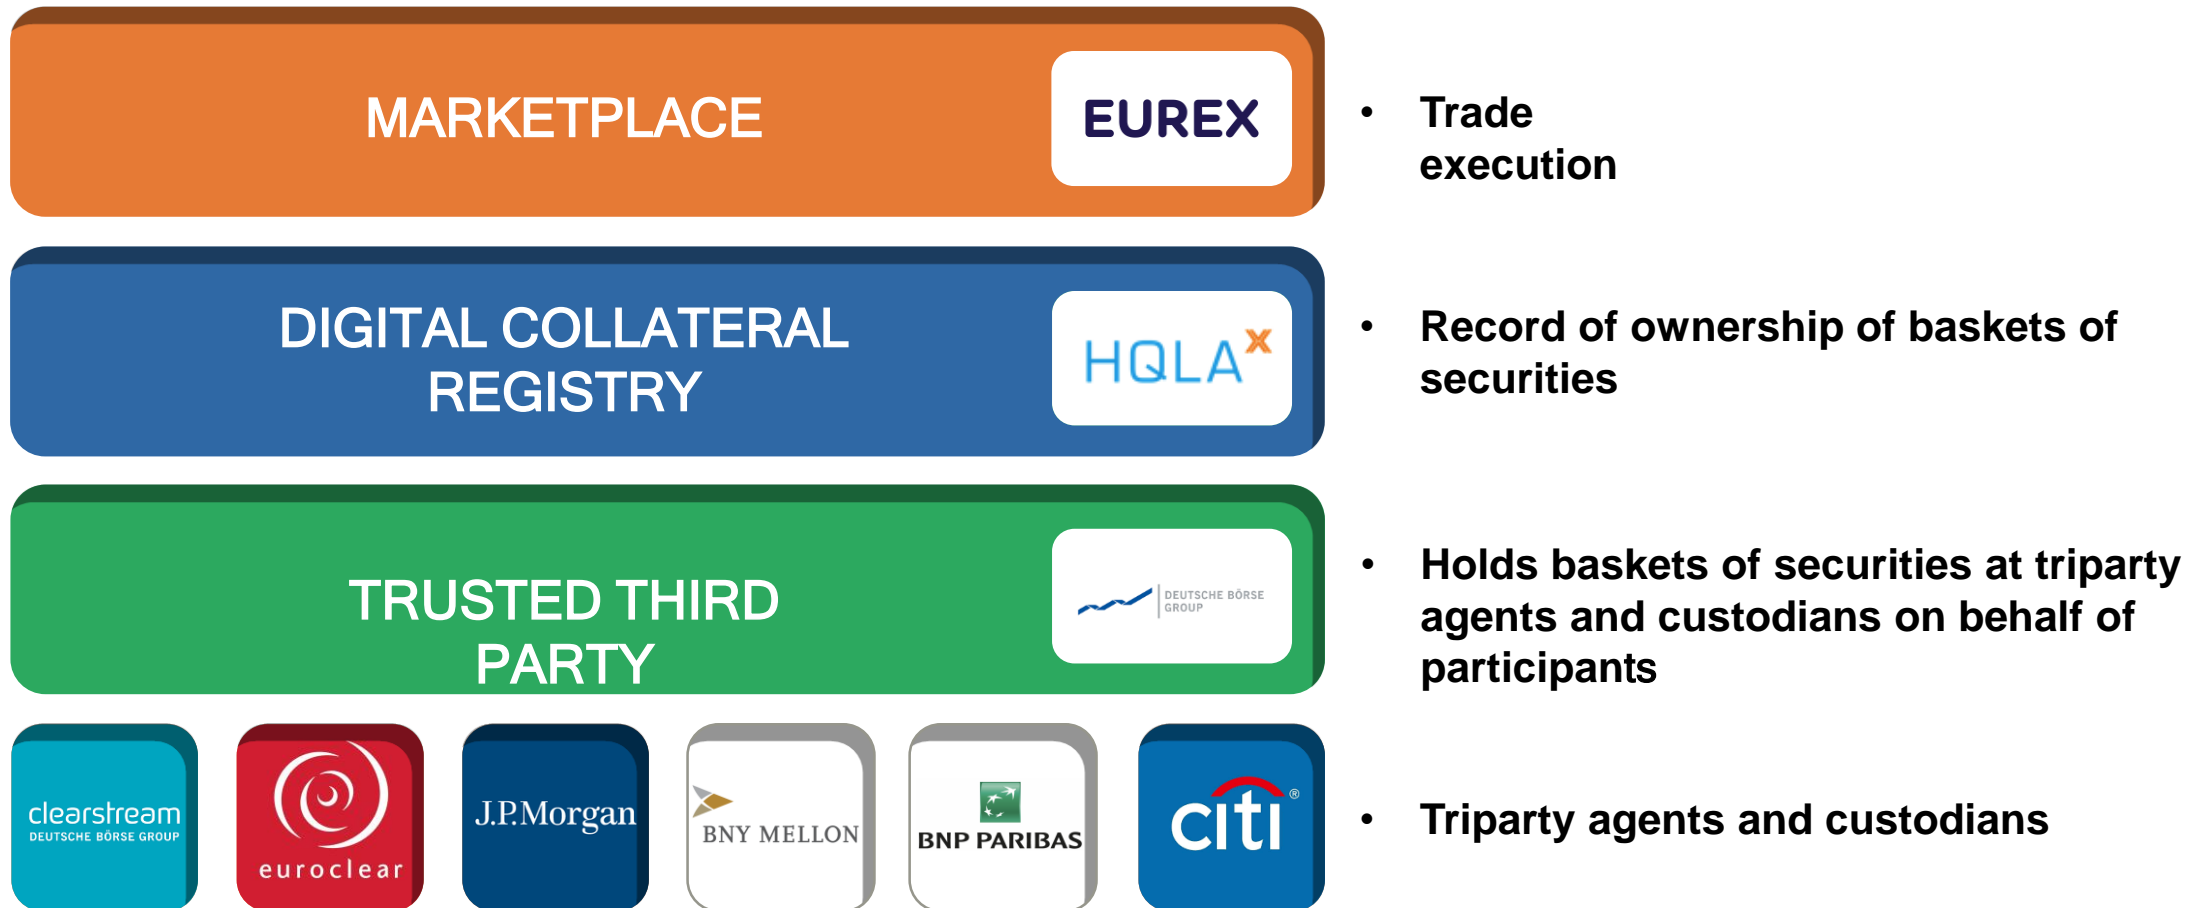 MARKETPLACE
EUREX
• Trade
execution
DIGITAL COLLATERAL
REGISTRY
HQLAX
• Record of ownership of baskets of
securities
TRUSTED THIRD
PARTY
DEUTSCHE BÖRSE
GROUP
• Holds baskets of securities at triparty
agents and custodians on behalf of
participants
clearstream
DEUTSCHE BÖRSE GROUP
euroclear
J.P.Morgan
BNY MELLON
BNP PARIBAS
citi®
• Triparty agents and custodians